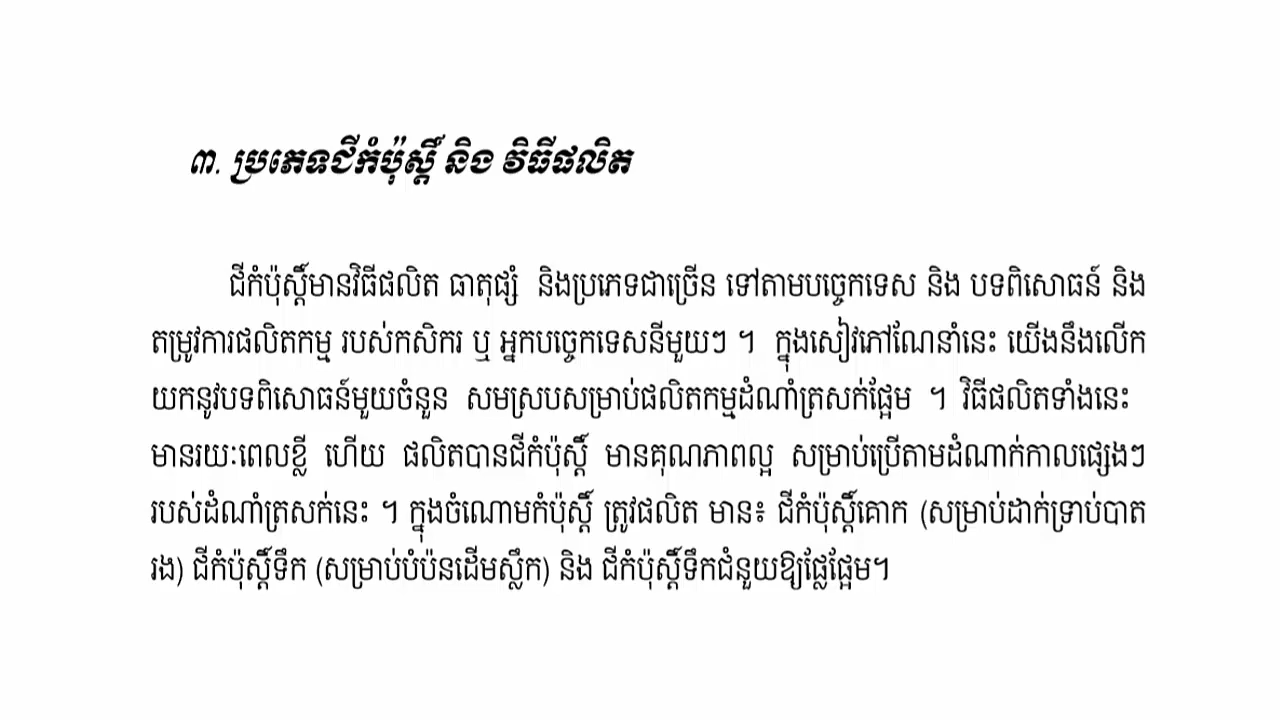 ៣. ប្រភេទជីកំប៉ុស្តិ៍ និង វិធីផលិត
ជីកំប៉ុស្តិ៍មានវិធីផលិត ធាតុផ្សំ និងប្រភេទជាច្រើន ទៅតាមបច្ចេកទេស និង បទពិសោធន៍ និង
តម្រូវការផលិតកម្ម របស់កសិករ ឬ អ្នកបច្ចេកទេសនីមួយៗ ។ ក្នុងសៀវភៅណែនាំនេះ យើងនឹងលើក
យកនូវបទពិសោធន៍មួយចំនួន សមស្របសម្រាប់ផលិតកម្មដំណាំត្រសក់ផ្អែម ។ វិធីផលិតទាំងនេះ
មានរយៈពេលខ្លី ហើយ ផលិតបានជីកំប៉ុស្តិ៍ មានគុណភាពល្អ សម្រាប់ប្រើតាមដំណាក់កាលផ្សេងៗ
របស់ដំណាំត្រសក់នេះ ។ ក្នុងចំណោមកំប៉ុស្តិ៍ ត្រូវផលិត មាន៖ ជីកំប៉ុស្តិ៍គោក (សម្រាប់ដាក់ទ្រាប់បាត
រង) ជីកំប៉ុស្តិ៍ទឹក (សម្រាប់បំប៉នដើមស្លឹក) និង ជីកំប៉ុស្តិ៍ទឹកជំនួយឱ្យផ្លែផ្អែម។